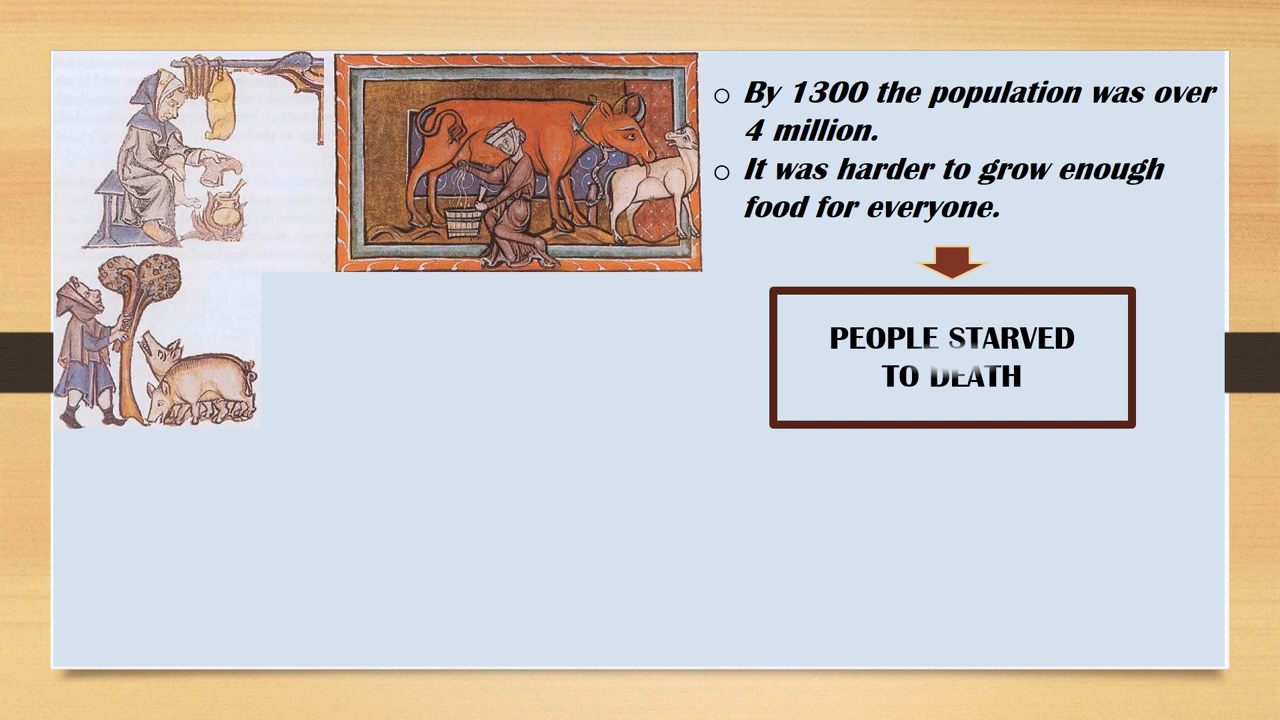 By 1300 the population was over
4 million.
It was harder to grow enough
food for everyone.
PEOPLE STARVED
TO DEATH